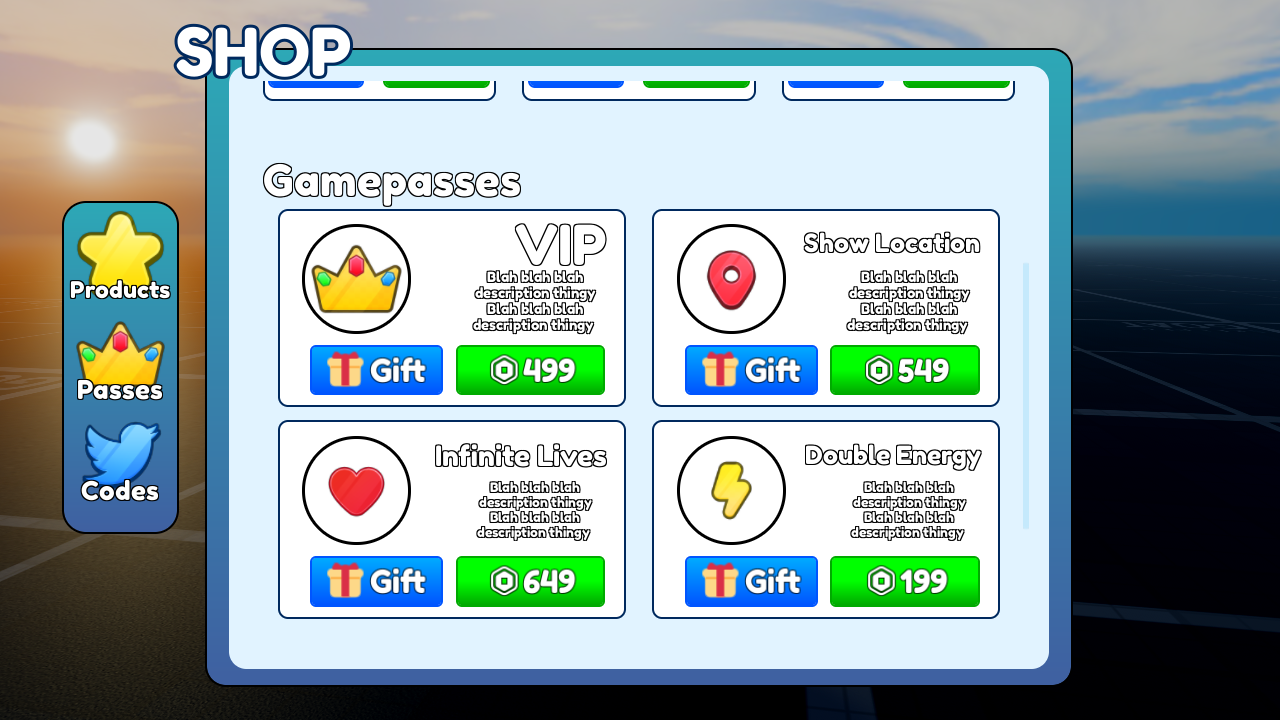 SHOP
Products
Passes
Codes
Gamepasses
VIP
Blah blah blah
description thingy
Blah blah blah
description thingy
Gift
499
Show Location
Blah blah blah
description thingy
Blah blah blah
description thingy
Gift
549
Infinite Lives
Blah blah blah
description thingy
Blah blah blah
description thingy
Gift
649
Double Energy
Blah blah blah
description thingy
Blah blah blah
description thingy
Gift
199